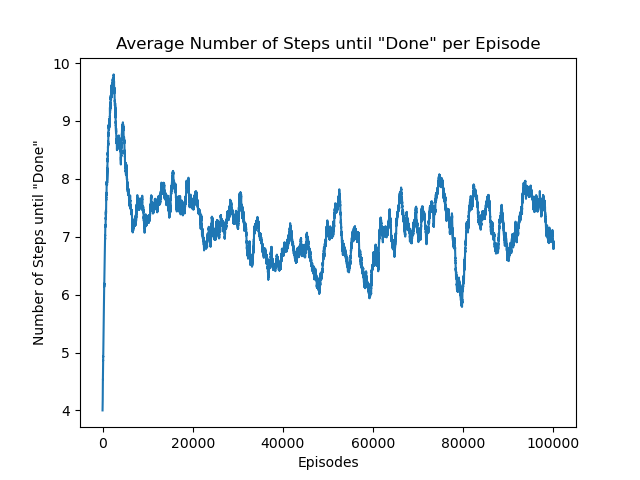 Average Number of Steps until "Done" per Episode
10
9
8
7
6
5
4
Number of Steps until "Done"
0 20000 40000 60000 80000 100000
Episodes